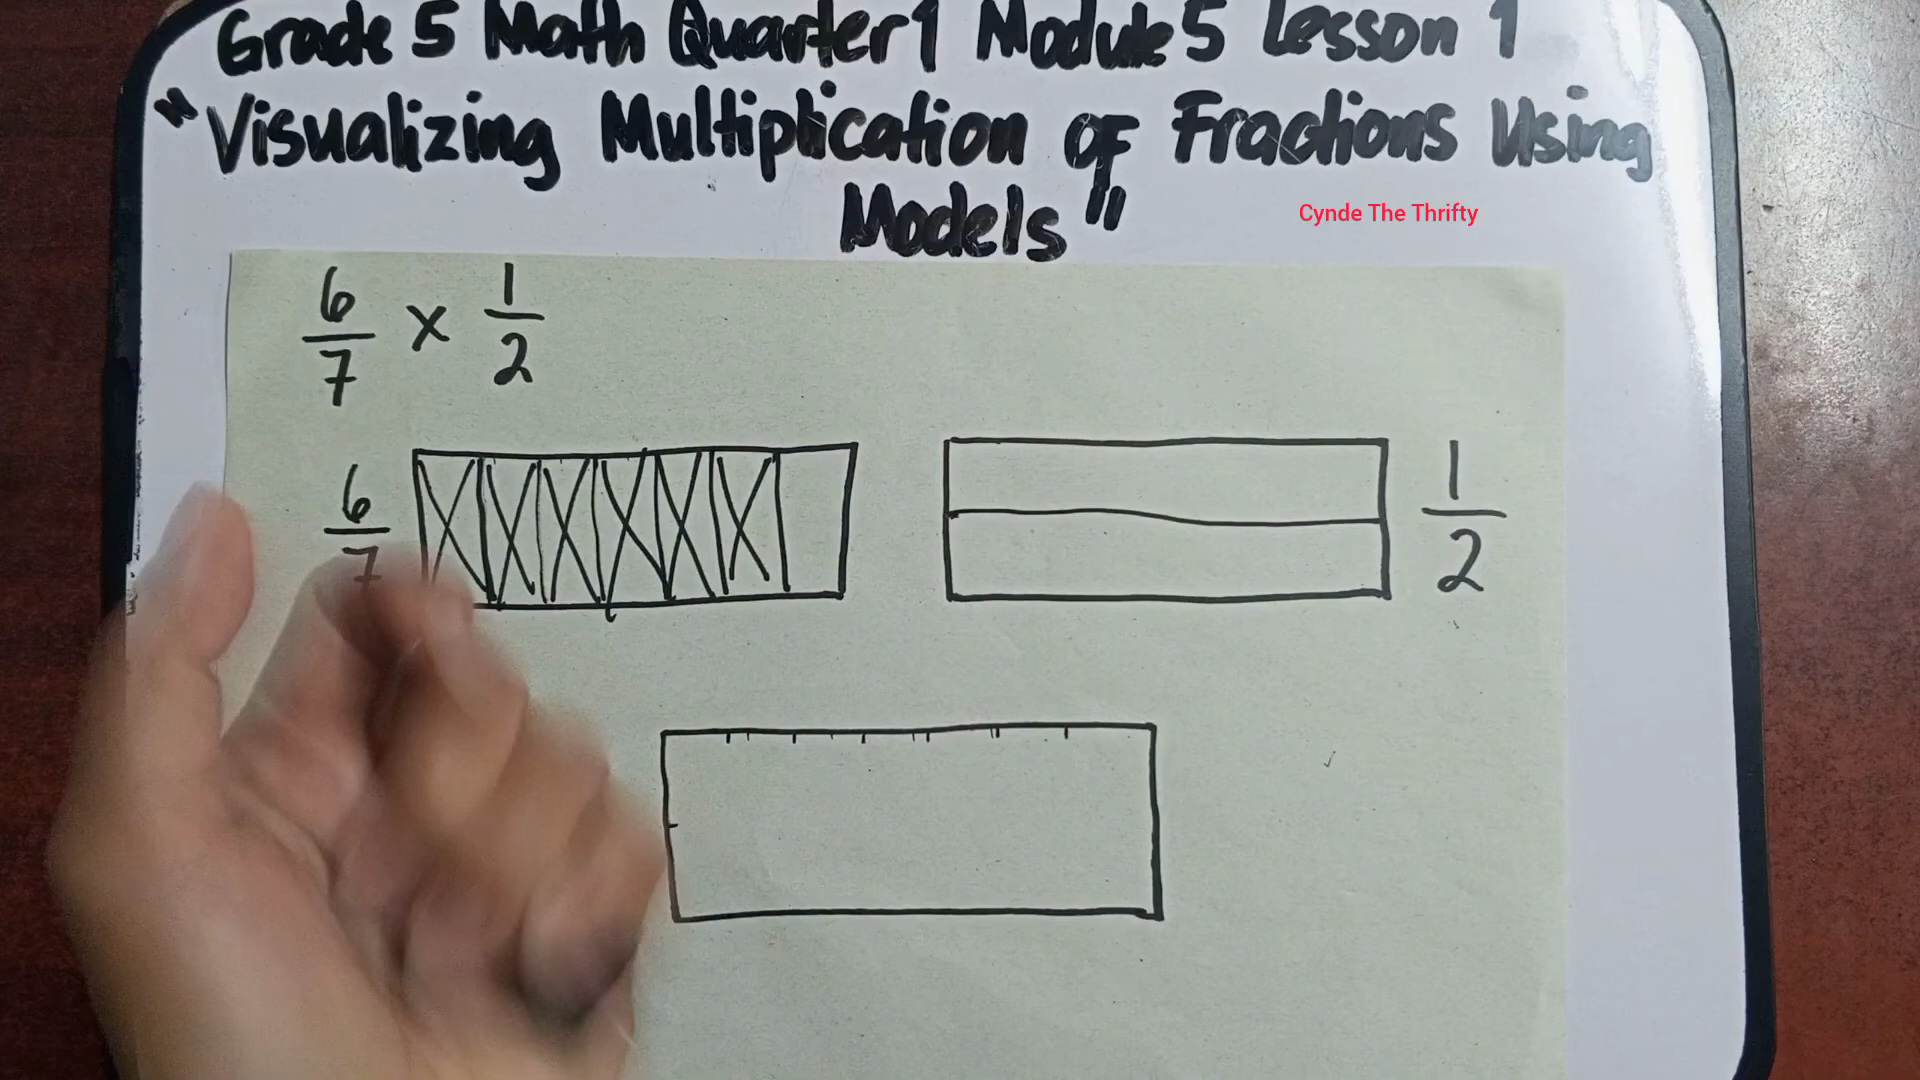 Grade 5 Math Quarter 1 Module 5 Lesson 1
"Visualizing Multiplication of Fractions Using
Models"
Cynde The Thrifty
6/7 x 1/2
6/7
1/2